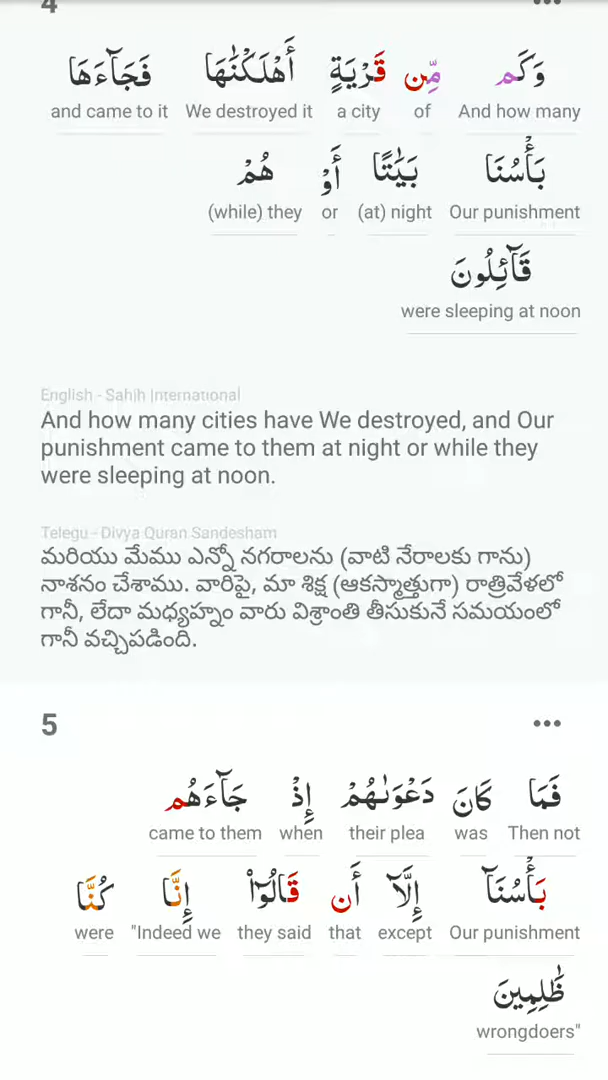 4
•••
وَكَم مِّن قَرْيَةٍ أَهْلَكْنَٰهَا فَجَآءَهَا
and came to it We destroyed it a city of And how many
بَأْسُنَا بَيَٰتًا أَوْ هُمْ
(while) they or (at) night Our punishment
قَآئِلُونَ
were sleeping at noon
English - Sahih International
And how many cities have We destroyed, and Our
punishment came to them at night or while they
were sleeping at noon.
Telegu - Divya Quran Sandesham
మరియు మేము ఎన్నో నగరాలను (వాటి నేరాలకు గాను)
నాశనం చేశాము. వారిపై, మా శిక్ష (ఆకస్మాత్తుగా) రాత్రివేళలో
గానీ, లేదా మధ్యహ్నం వారు విశ్రాంతి తీసుకునే సమయంలో
గానీ వచ్చిపడింది.
5
•••
فَمَا كَانَ دَعْوَىٰهُمْ إِذْ جَآءَهُم
came to them when their plea was Then not
بَأْسُنَآ إِلَّآ أَن قَالُوٓا۟ إِنَّا كُنَّا
were "Indeed we they said that except Our punishment
ظَٰلِمِينَ
wrongdoers"